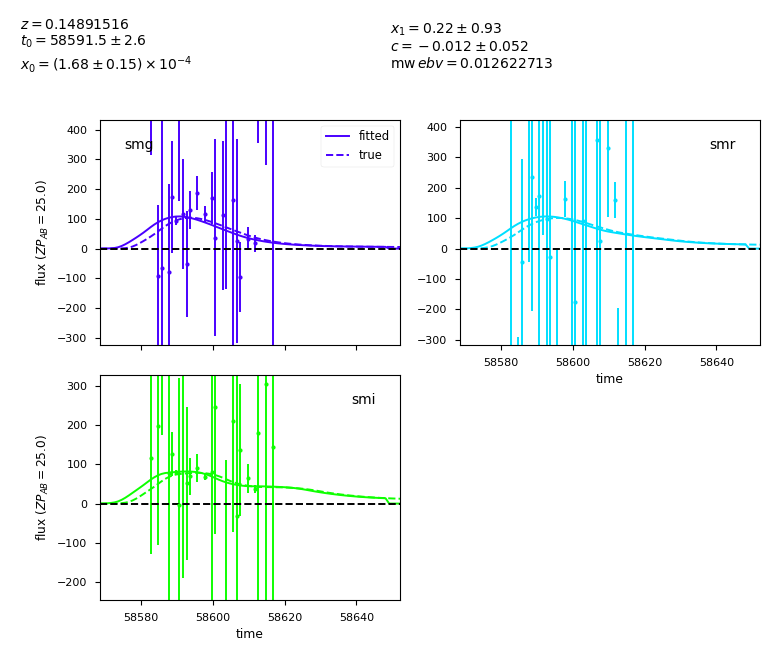 z = 0.14891516
t₀ = 58591.5 ± 2.6
x₀ = (1.68 ± 0.15) × 10⁻⁴
x₁ = 0.22 ± 0.93
c = −0.012 ± 0.052
mw ebv = 0.012622713
400
300
200
100
0
−100
−200
−300
flux (ZP_AB = 25.0)
smg
fitted
true
400
300
200
100
0
−100
−200
−300
smr
58580
58600
58620
58640
time
300
200
100
0
−100
−200
flux (ZP_AB = 25.0)
smi
58580
58600
58620
58640
time